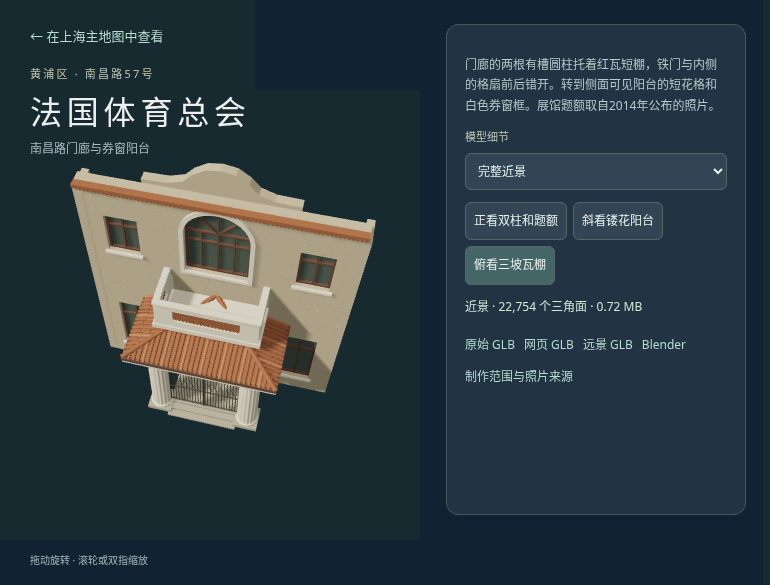 ← 在上海主地图中查看
黄浦区 · 南昌路57号
法国体育总会
南昌路门廊与券窗阳台
门廊的两根有槽圆柱托着红瓦短棚，铁门与内侧
的格扇前后错开。转到侧面可见阳台的短花格和
白色券窗框。展馆题额取自2014年公布的照片。
模型细节
完整近景
正看双柱和题额 斜看镂花阳台
俯看三坡瓦棚
近景 · 22,754 个三角面 · 0.72 MB
原始 GLB 网页 GLB 远景 GLB Blender
制作范围与照片来源
拖动旋转 · 滚轮或双指缩放